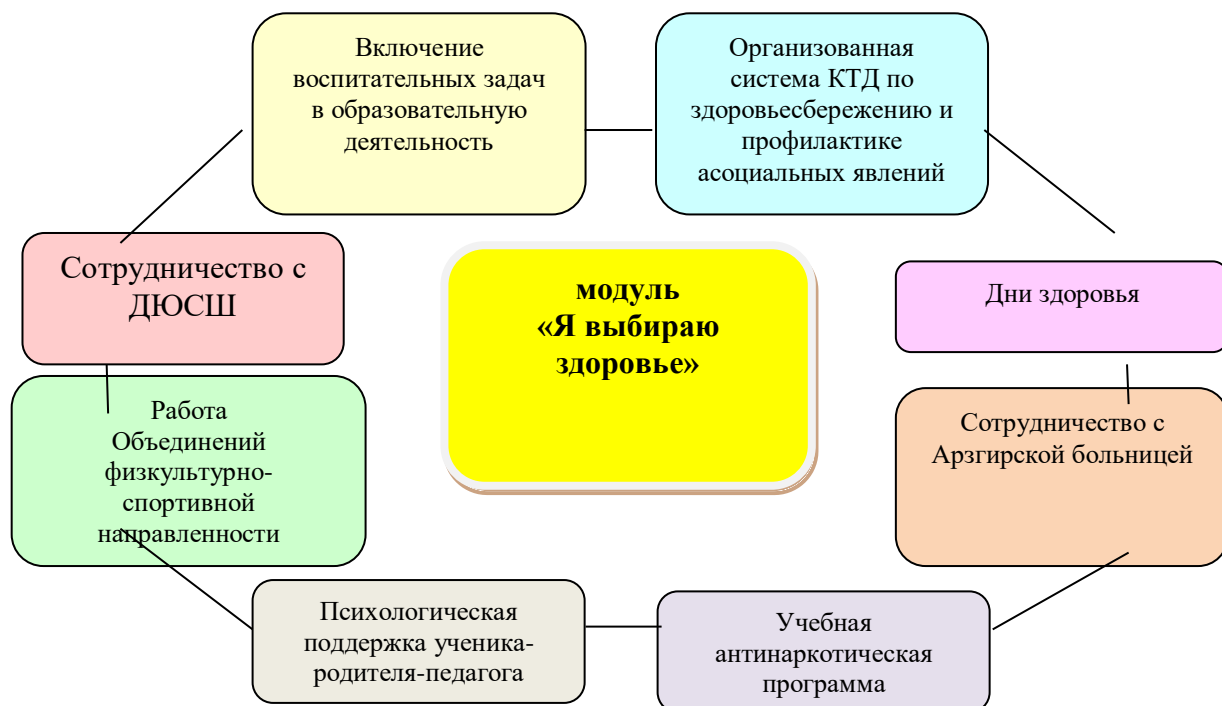 Включение
воспитательных задач
в образовательную
деятельность
Организованная
система КТД по
здоровьесбережению и
профилактике
асоциальных явлений
Сотрудничество с
ДЮСШ
модуль
«Я выбираю
здоровье»
Дни здоровья
Работа
Объединений
физкультурно-
спортивной
направленности
Сотрудничество с
Арзгирской больницей
Психологическая
поддержка ученика-
родителя-педагога
Учебная
антинаркотическая
программа